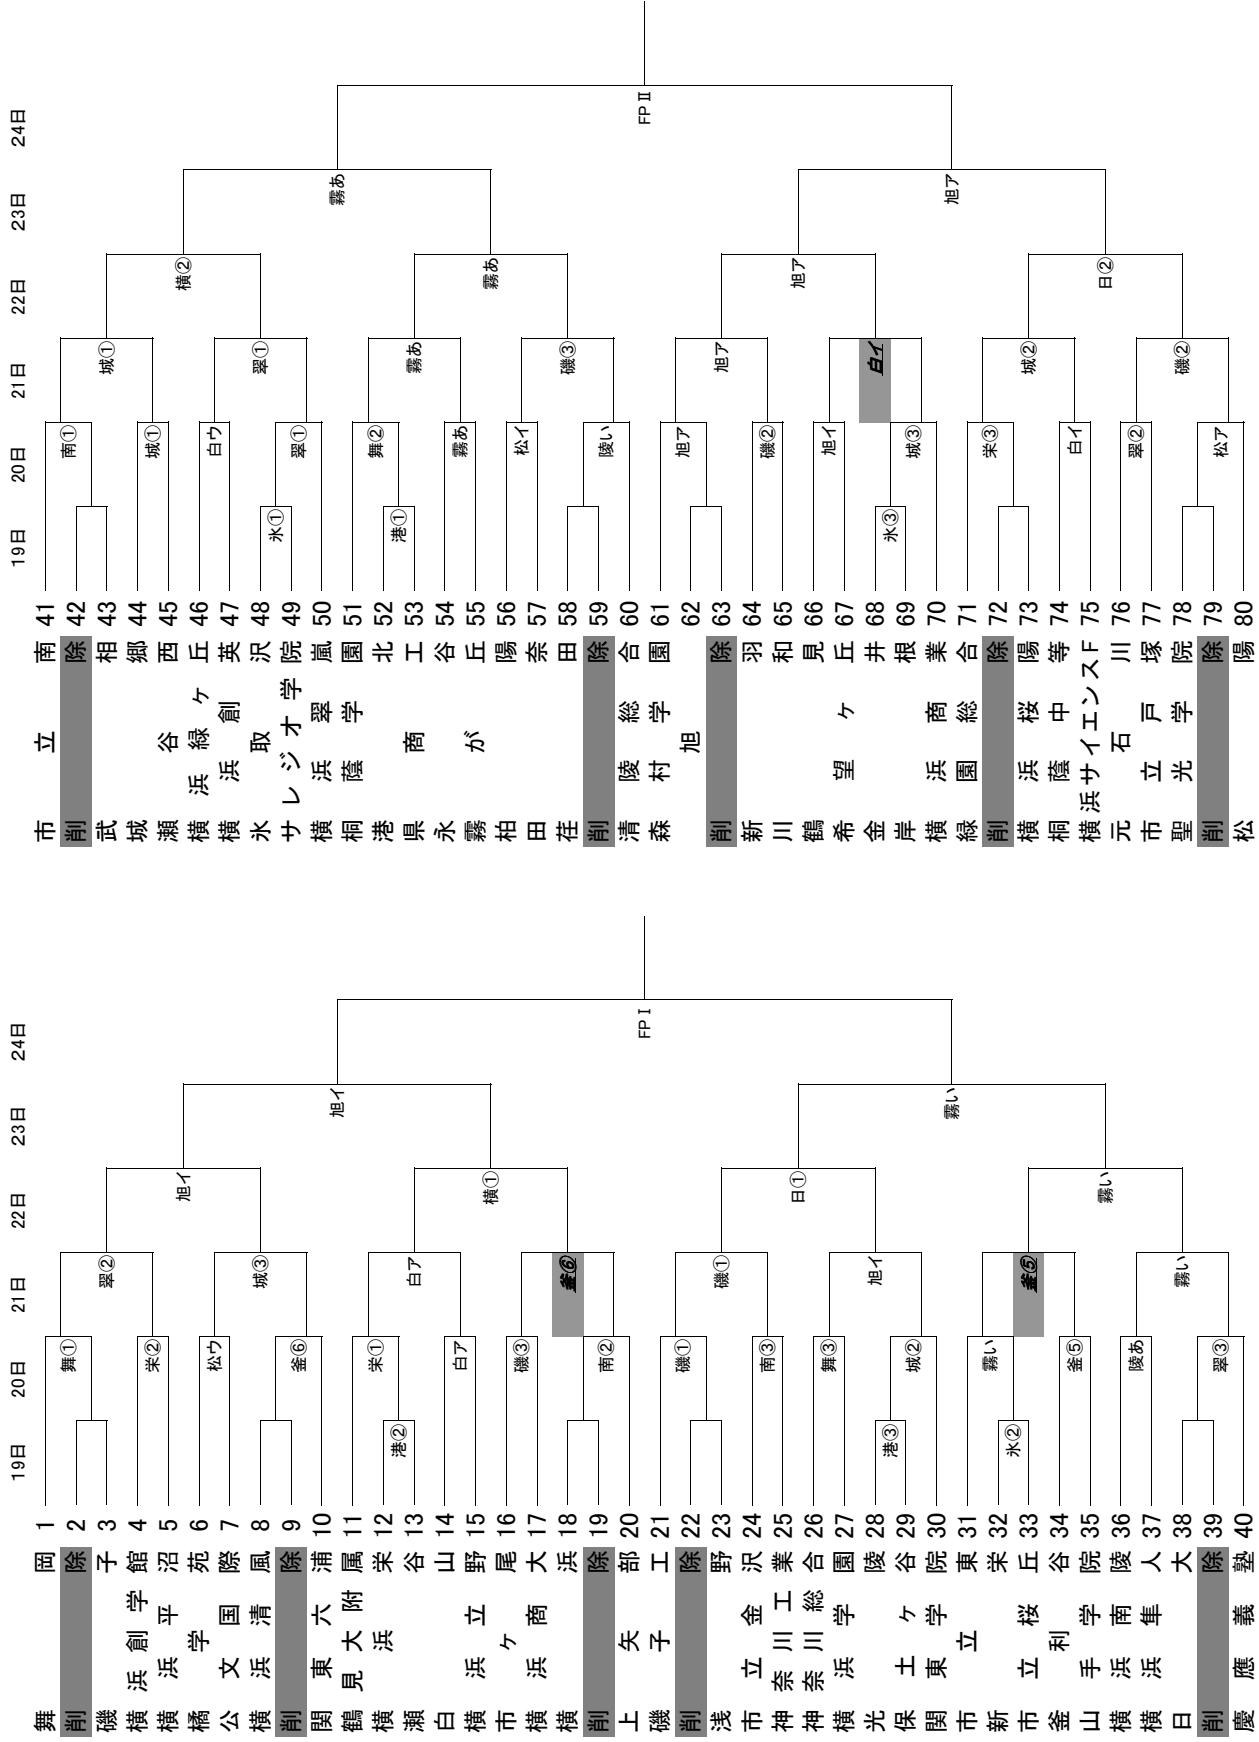 19日 20日 21日 22日 23日 24日
市立南 41
削除 42
武相 43
城郷 44
瀬谷西 45
横浜緑ヶ丘 46
横浜創英 47
氷取沢 48
サレジオ学院 49
横浜翠嵐 50
桐蔭学園 51
港北 52
県商工 53
永谷 54
霧が丘 55
柏陽 56
田奈 57
荏田 58
削除 59
清陵総合 60
森村学園 61
旭 62
削除 63
新羽 64
川和 65
鶴見 66
希望ヶ丘 67
金井 68
岸根 69
横浜商業 70
緑園総合 71
削除 72
横浜桜陽 73
桐蔭中等 74
横浜サイエンスF 75
元石川 76
市立戸塚 77
聖光学院 78
削除 79
松陽 80
氷①
港①
氷③
南①
城①
白ウ
翠①
舞②
霧あ
松イ
陵い
旭ア
磯②
旭イ
城③
栄③
白イ
翠②
松ア
城①
翠①
霧あ
磯③
旭ア
白イ
城②
磯②
横②
霧あ
旭ア
日②
霧あ
旭ア
FPⅡ
19日 20日 21日 22日 23日 24日
舞岡 1
削除 2
磯子 3
横浜創学館 4
横浜平沼 5
橘学苑 6
公文国際 7
横浜清風 8
削除 9
関東六浦 10
鶴見大附属 11
横浜栄 12
瀬谷 13
白山 14
横浜立野 15
市ヶ尾 16
横浜商大 17
横浜 18
削除 19
上矢部 20
磯子工 21
削除 22
浅野 23
市立金沢 24
神奈川工業 25
神奈川総合 26
横浜学園 27
光陵 28
保土ヶ谷 29
関東学院 30
市立東 31
新栄 32
市立桜丘 33
釜利谷 34
山手学院 35
横浜南陵 36
横浜隼人 37
日大 38
削除 39
慶應義塾 40
港②
港③
氷②
舞①
栄②
松ウ
釜⑥
栄①
白ア
磯③
南②
磯①
南③
舞③
城②
霧い
釜⑤
陵あ
翠③
翠②
城③
白ア
釜⑥
磯①
旭イ
釜⑤
霧い
旭イ
横①
日①
霧い
旭イ
霧い
FPⅠ